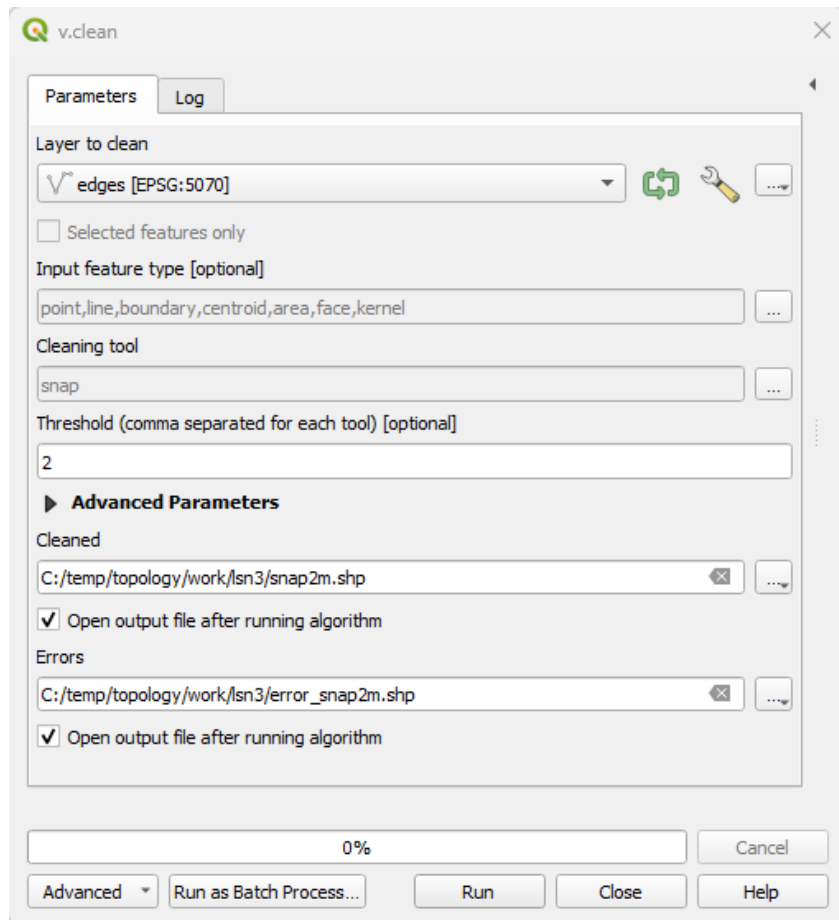 v.clean
Parameters
Log
Layer to clean
edges [EPSG:5070]
...
Selected features only
Input feature type [optional]
point,line,boundary,centroid,area,face,kernel
...
Cleaning tool
snap
...
Threshold (comma separated for each tool) [optional]
2
Advanced Parameters
Cleaned
C:/temp/topology/work/lsn3/snap2m.shp
...
Open output file after running algorithm
Errors
C:/temp/topology/work/lsn3/error_snap2m.shp
...
Open output file after running algorithm
0%
Cancel
Advanced
Run as Batch Process...
Run
Close
Help